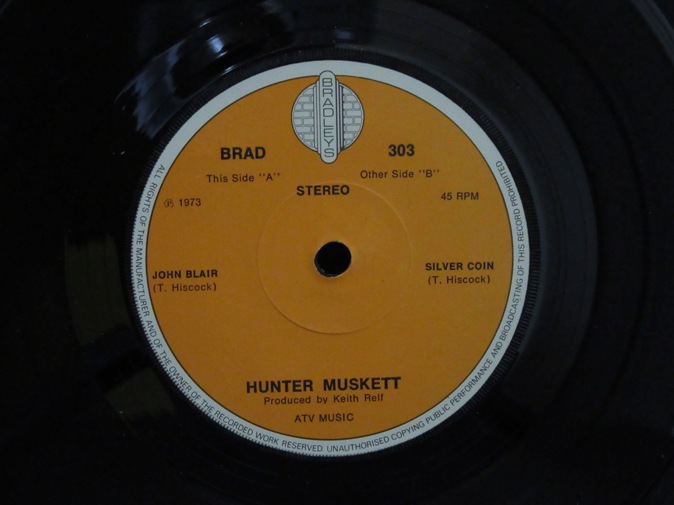 BRADLEYS
BRAD 303
This Side "A" Other Side "B"
STEREO
℗ 1973 45 RPM
JOHN BLAIR
(T. Hiscock)
SILVER COIN
(T. Hiscock)
HUNTER MUSKETT
Produced by Keith Relf
ATV MUSIC
ALL RIGHTS OF THE MANUFACTURER AND OF THE OWNER OF THE RECORDED WORK RESERVED. UNAUTHORISED COPYING PUBLIC PERFORMANCE AND BROADCASTING OF THIS RECORD PROHIBITED